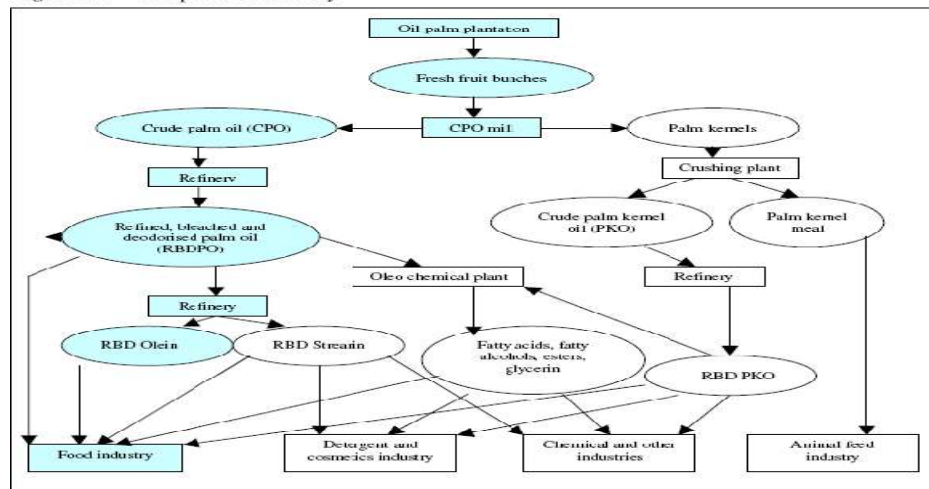 Oil palm plantation
Fresh fruit bunches
Crude palm oil (CPO)
CPO mill
Palm kernels
Refinery
Crushing plant
Refined, bleached and
deodorised palm oil
(RBDPO)
Crude palm kernel
oil (PKO)
Palm kernel
meal
Oleo chemical plant
Refinery
Refinery
RBD Olein
RBD Strearin
Fatty acids, fatty
alcohols, esters,
glycerin
RBD PKO
Food industry
Detergent and
cosmetics industry
Chemical and other
industries
Animal feed
industry